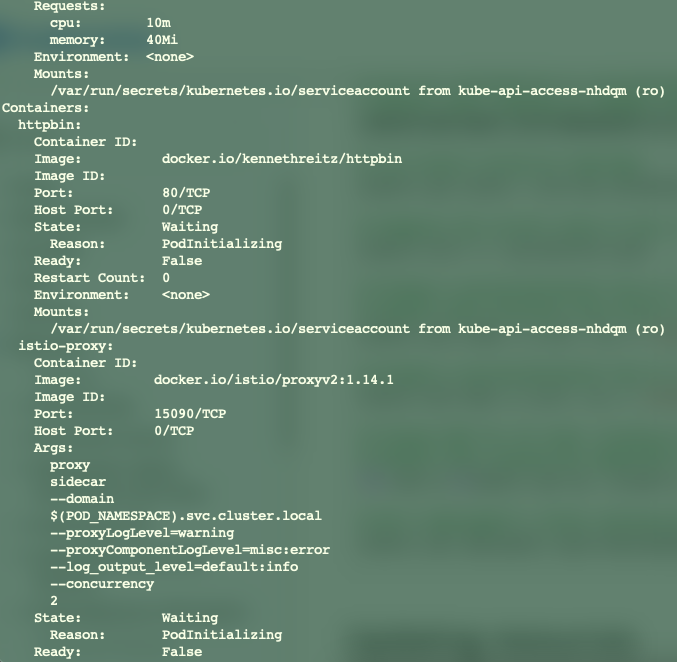 Requests:
cpu: 10m
memory: 40Mi
Environment: <none>
Mounts:
/var/run/secrets/kubernetes.io/serviceaccount from kube-api-access-nhdqm (ro)
Containers:
httpbin:
Container ID:
Image: docker.io/kennethreitz/httpbin
Image ID:
Port: 80/TCP
Host Port: 0/TCP
State: Waiting
Reason: PodInitializing
Ready: False
Restart Count: 0
Environment: <none>
Mounts:
/var/run/secrets/kubernetes.io/serviceaccount from kube-api-access-nhdqm (ro)
istio-proxy:
Container ID:
Image: docker.io/istio/proxyv2:1.14.1
Image ID:
Port: 15090/TCP
Host Port: 0/TCP
Args:
proxy
sidecar
--domain
$(POD_NAMESPACE).svc.cluster.local
--proxyLogLevel=warning
--proxyComponentLogLevel=misc:error
--log_output_level=default:info
--concurrency
2
State: Waiting
Reason: PodInitializing
Ready: False